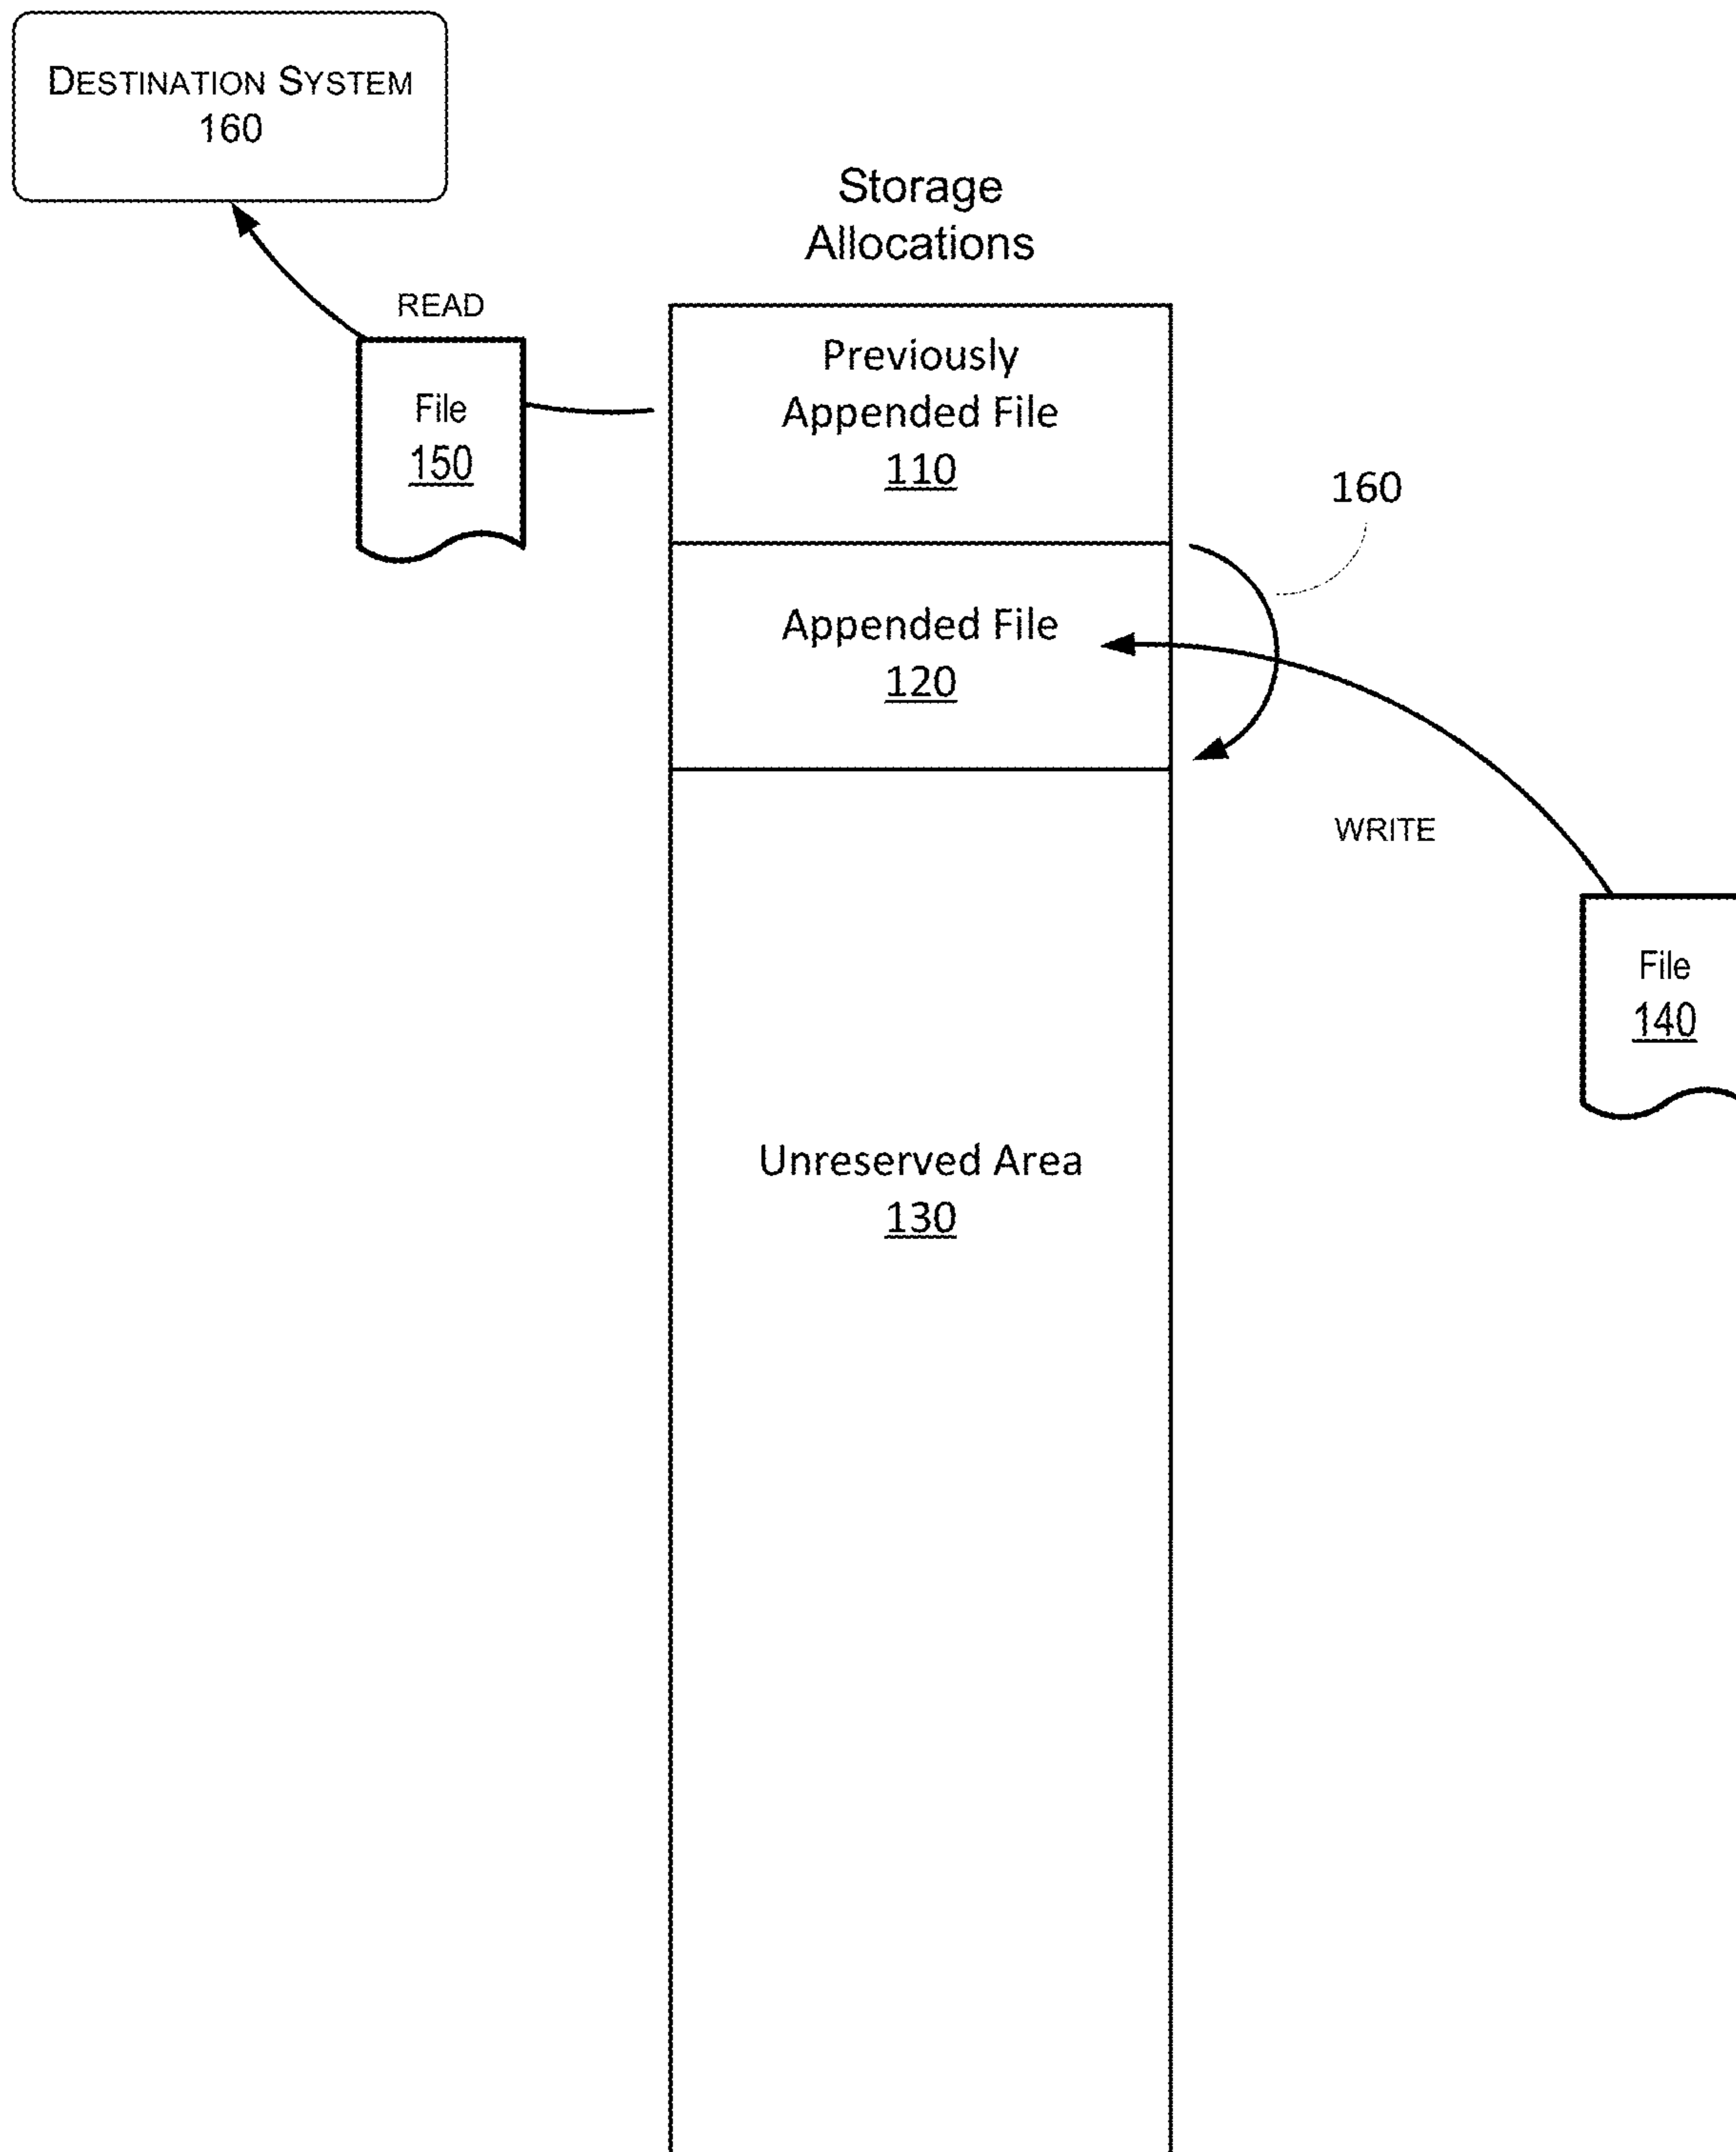 DESTINATION SYSTEM
160
Storage
Allocations
READ
File
150
Previously
Appended File
110
160
Appended File
120
WRITE
File
140
Unreserved Area
130